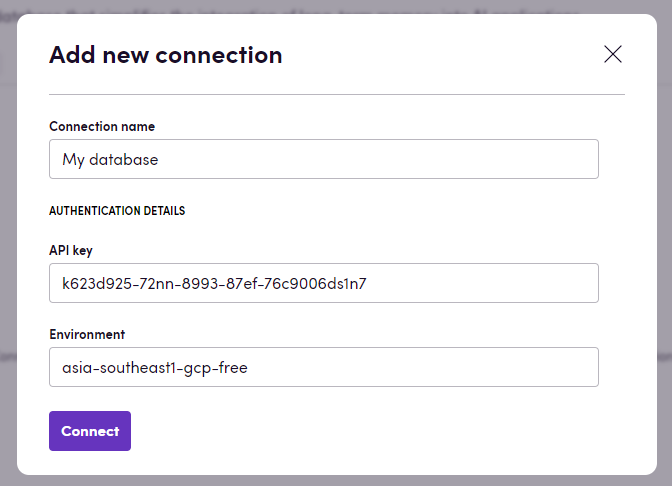 Add new connection
Connection name
My database
AUTHENTICATION DETAILS
API key
k623d925-72nn-8993-87ef-76c9006ds1n7
Environment
asia-southeast1-gcp-free
Connect